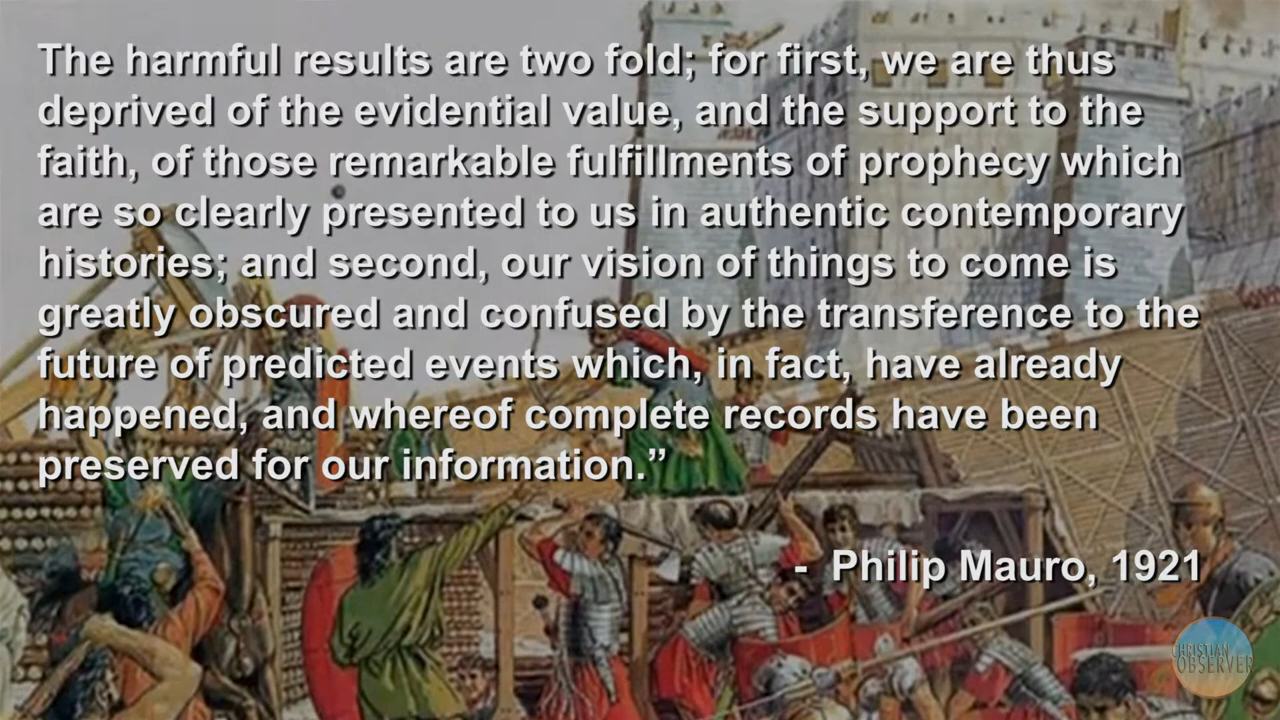 The harmful results are two fold; for first, we are thus
deprived of the evidential value, and the support to the
faith, of those remarkable fulfillments of prophecy which
are so clearly presented to us in authentic contemporary
histories; and second, our vision of things to come is
greatly obscured and confused by the transference to the
future of predicted events which, in fact, have already
happened, and whereof complete records have been
preserved for our information.”
- Philip Mauro, 1921
CHRISTIAN
OBSERVER